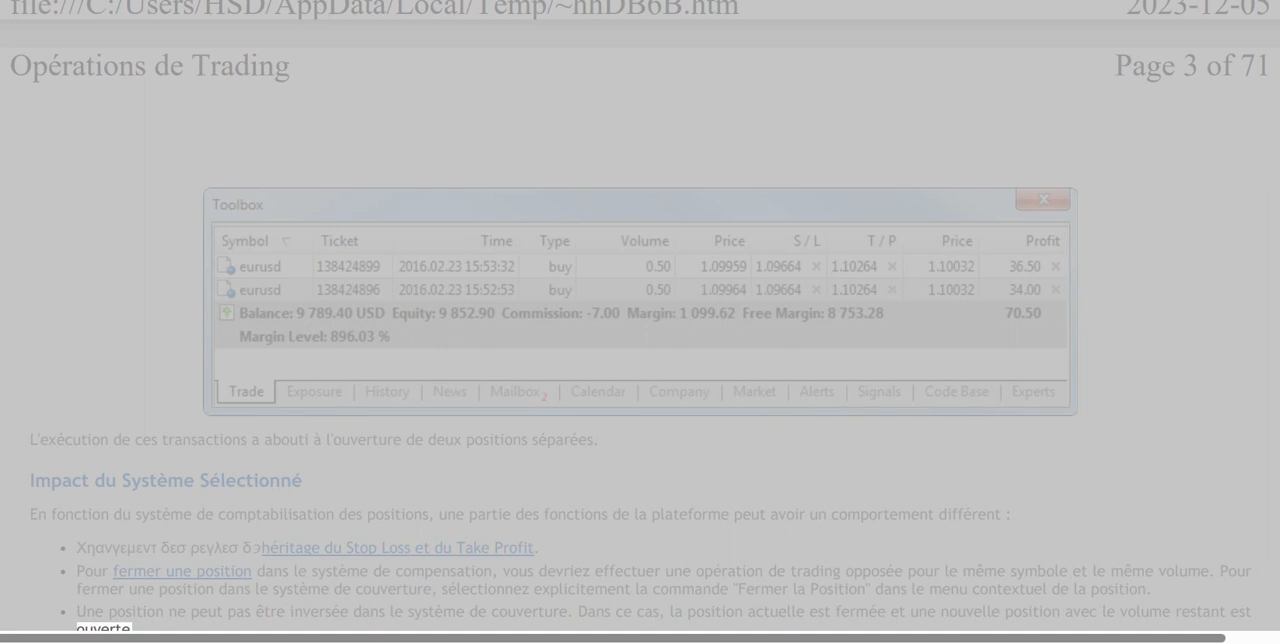 file:///C:/Users/HSD/AppData/Local/Temp/~hhDB6B.htm 2023-12-05
Opérations de Trading Page 3 of 71
Toolbox
Symbol Ticket Time Type Volume Price S / L T / P Price Profit
eurusd 138424899 2016.02.23 15:53:32 buy 0.50 1.09959 1.09664 1.10264 1.10032 36.50
eurusd 138424896 2016.02.23 15:52:53 buy 0.50 1.09964 1.09664 1.10264 1.10032 34.00
Balance: 9 789.40 USD Equity: 9 852.90 Commission: -7.00 Margin: 1 099.62 Free Margin: 8 753.28 70.50
Margin Level: 896.03 %
Trade Exposure History News Mailbox 2 Calendar Company Market Alerts Signals Code Base Experts
L'exécution de ces transactions a abouti à l'ouverture de deux positions séparées.
Impact du Système Sélectionné
En fonction du système de comptabilisation des positions, une partie des fonctions de la plateforme peut avoir un comportement différent :
• Χηανγεμεντ δεσ ρεγλεσ δ϶héritage du Stop Loss et du Take Profit.
• Pour fermer une position dans le système de compensation, vous devriez effectuer une opération de trading opposée pour le même symbole et le même volume. Pour
fermer une position dans le système de couverture, sélectionnez explicitement la commande "Fermer la Position" dans le menu contextuel de la position.
• Une position ne peut pas être inversée dans le système de couverture. Dans ce cas, la position actuelle est fermée et une nouvelle position avec le volume restant est
ouverte.